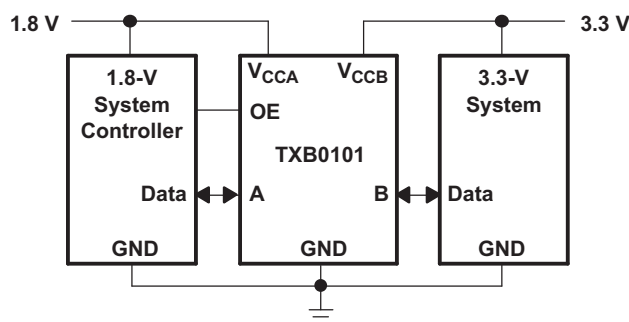 1.8 V
3.3 V
1.8-V
System
Controller
Data
GND
VCCA
VCCB
OE
TXB0101
A
B
GND
3.3-V
System
Data
GND